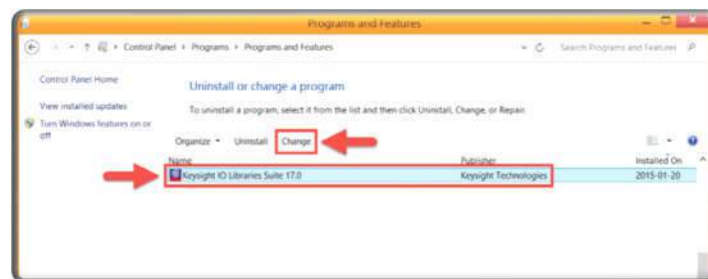 Programs and Features
Control Panel Programs Programs and Features
Search Programs and Features
Control Panel Home
Uninstall or change a program
View installed updates
To uninstall a program, select it from the list and then click Uninstall, Change, or Repair.
Turn Windows features on or
off
Organize Uninstall Change
Name Publisher Installed On
Keysight IO Libraries Suite 17.0 Keysight Technologies 2015-01-20